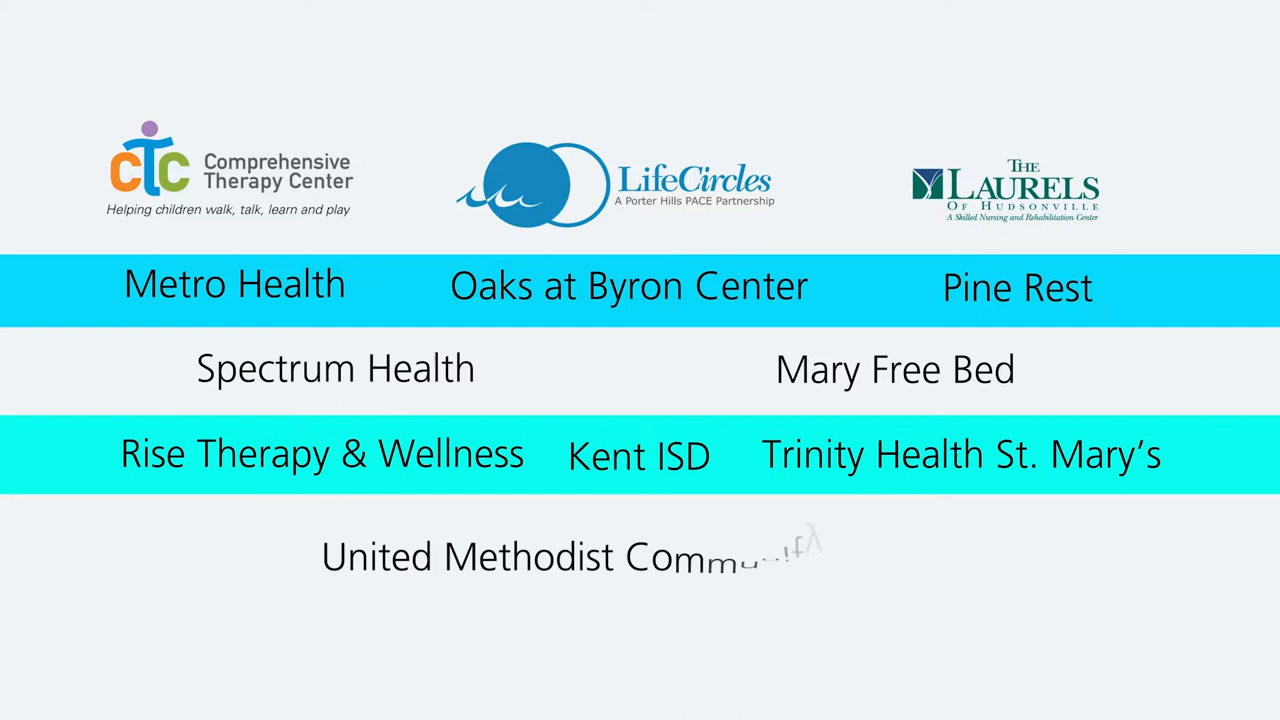 CTC Comprehensive Therapy Center
Helping children walk, talk, learn and play
LifeCircles
A Porter Hills PACE Partnership
THE
LAURELS
OF HUDSONVILLE
A Skilled Nursing and Rehabilitation Center
Metro Health Oaks at Byron Center Pine Rest
Spectrum Health Mary Free Bed
Rise Therapy & Wellness Kent ISD Trinity Health St. Mary's
United Methodist Community